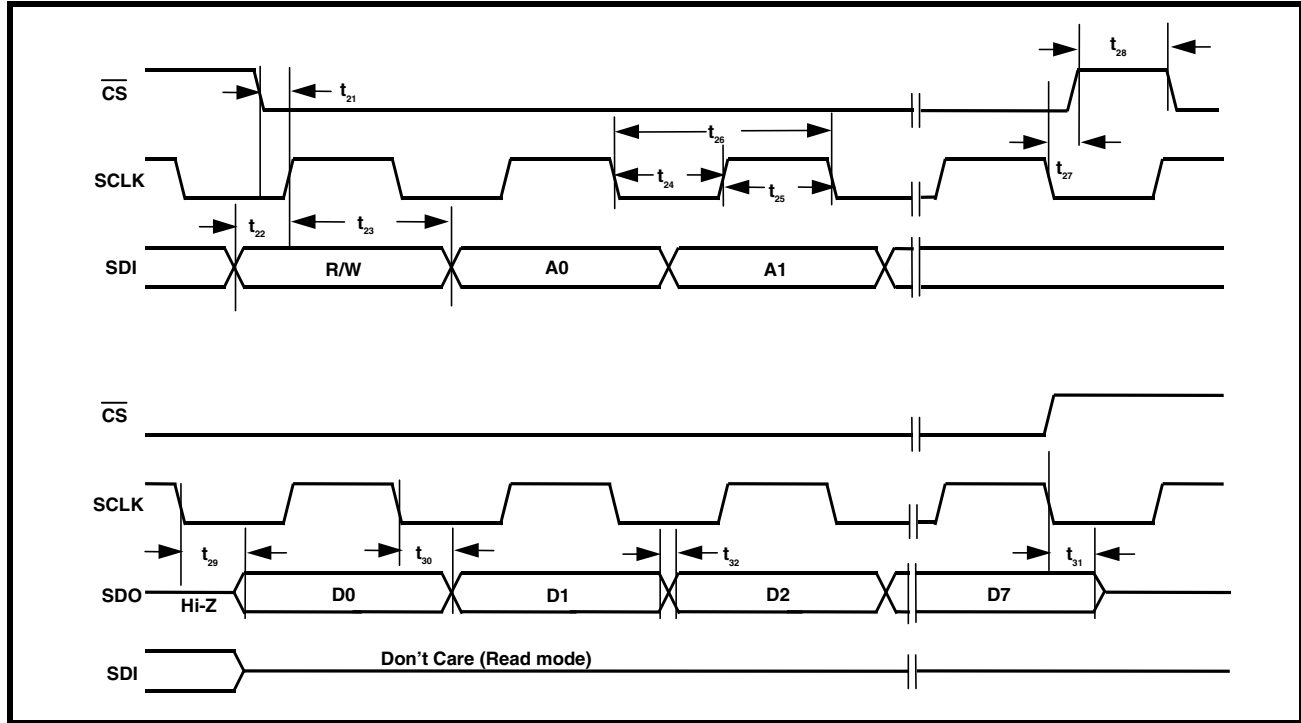 CS
t21
t28
SCLK
t26
t24
t25
t27
SDI
t22
t23
R/W
A0
A1
CS
SCLK
t29
t30
t32
t31
SDO
Hi-Z
D0
D1
D2
D7
SDI
Don't Care (Read mode)